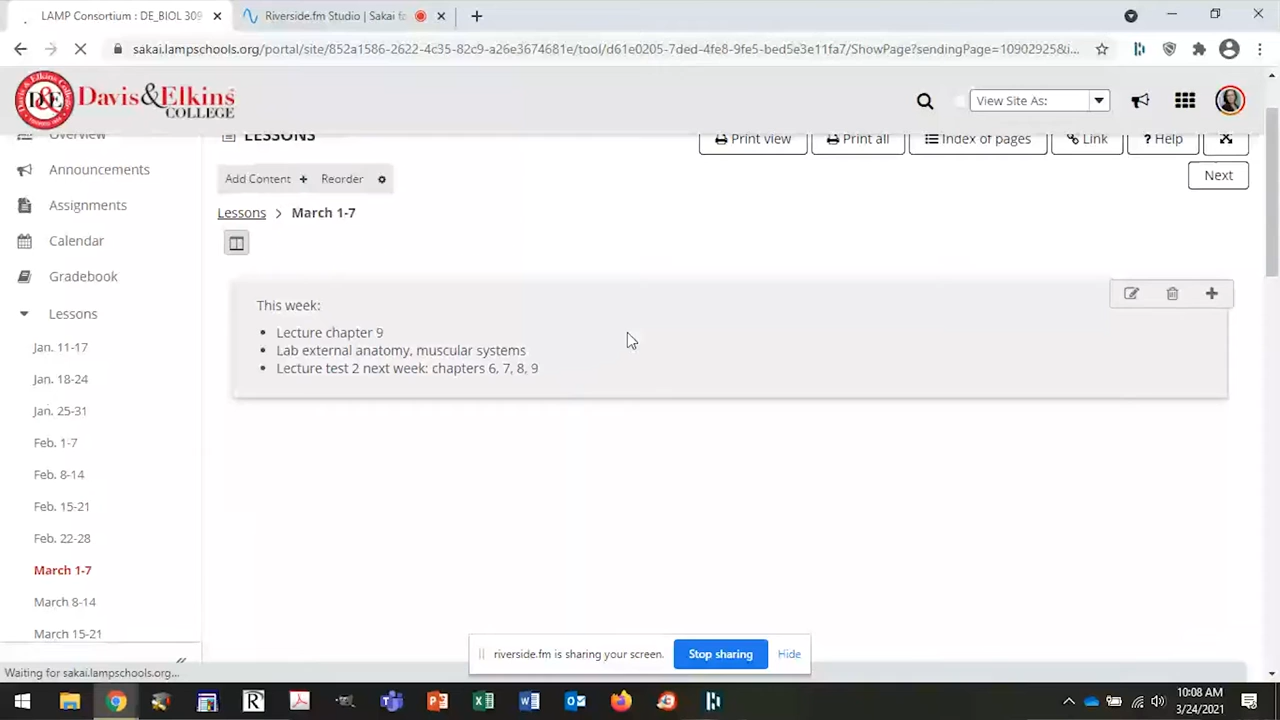 LAMP Consortium : DE_BIOL 309
Riverside.fm Studio | Sakai fa
sakai.lampschools.org/portal/site/852a1586-2622-4c35-82c9-a26e3674681e/tool/d61e0205-7ded-4fe8-9fe5-bed5e3e11fa7/ShowPage?sendingPage=10902925&i...
D&E
Davis&Elkins
COLLEGE
View Site As:
Overview
LESSONS
Print view
Print all
Index of pages
Link
? Help
Announcements
Add Content +
Reorder
Next
Assignments
Lessons > March 1-7
Calendar
Gradebook
This week:
Lessons
• Lecture chapter 9
Jan. 11-17
• Lab external anatomy, muscular systems
• Lecture test 2 next week: chapters 6, 7, 8, 9
Jan. 18-24
Jan. 25-31
Feb. 1-7
Feb. 8-14
Feb. 15-21
Feb. 22-28
March 1-7
March 8-14
March 15-21
riverside.fm is sharing your screen.
Stop sharing
Hide
Waiting for sakai.lampschools.org...
10:08 AM
3/24/2021